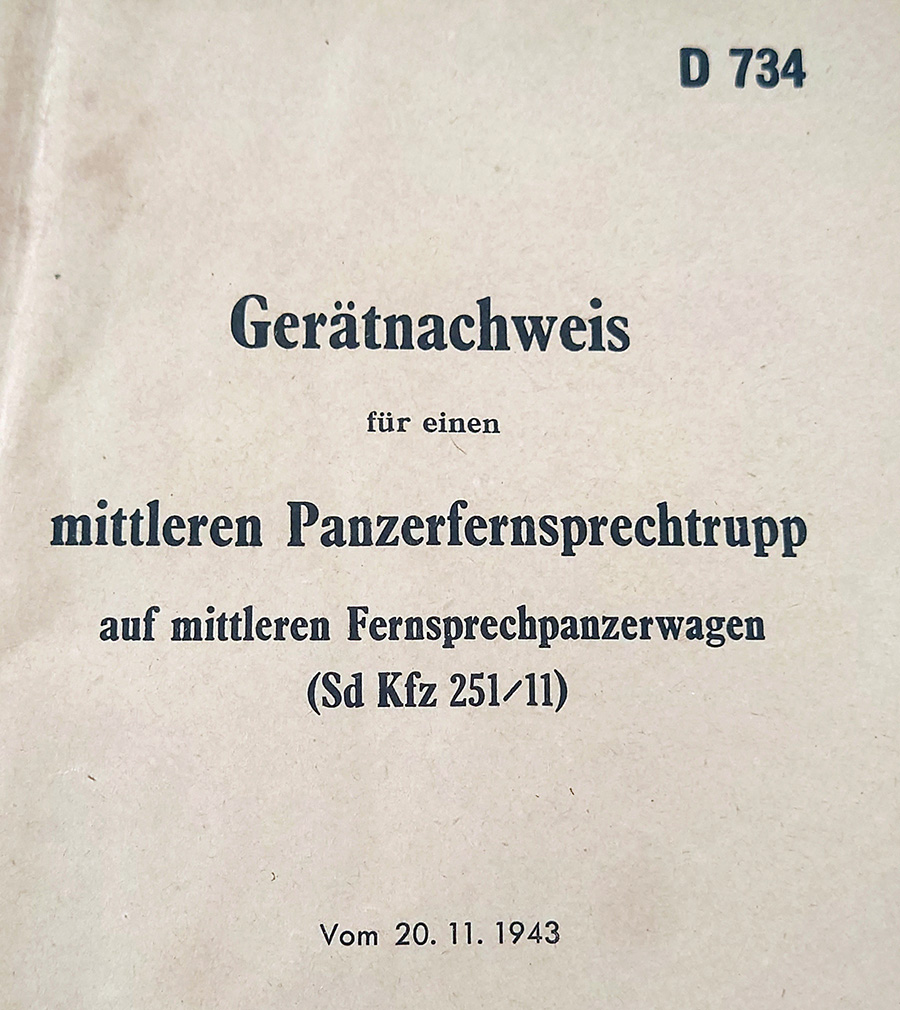 D 734
Gerätnachweis
für einen
mittleren Panzerfernsprechtrupp
auf mittleren Fernsprechpanzerwagen
(Sd Kfz 251/11)
Vom 20. 11. 1943